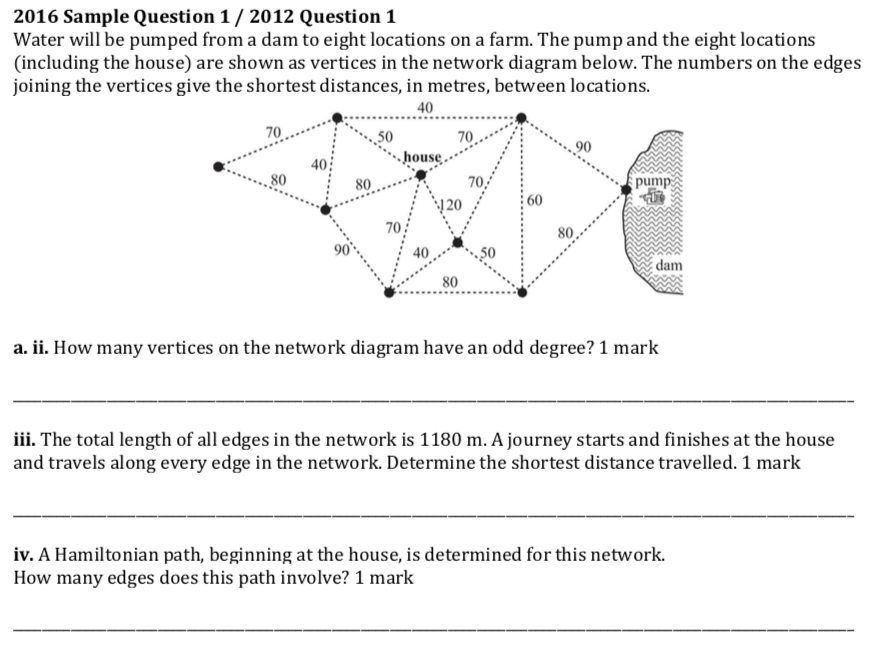 2016 Sample Question 1 / 2012 Question 1
Water will be pumped from a dam to eight locations on a farm. The pump and the eight locations
(including the house) are shown as vertices in the network diagram below. The numbers on the edges
joining the vertices give the shortest distances, in metres, between locations.
40
70
50
70
90
house
40
80
80
70
pump
120
60
70
80
90
40
50
dam
80
a. ii. How many vertices on the network diagram have an odd degree? 1 mark
iii. The total length of all edges in the network is 1180 m. A journey starts and finishes at the house
and travels along every edge in the network. Determine the shortest distance travelled. 1 mark
iv. A Hamiltonian path, beginning at the house, is determined for this network.
How many edges does this path involve? 1 mark